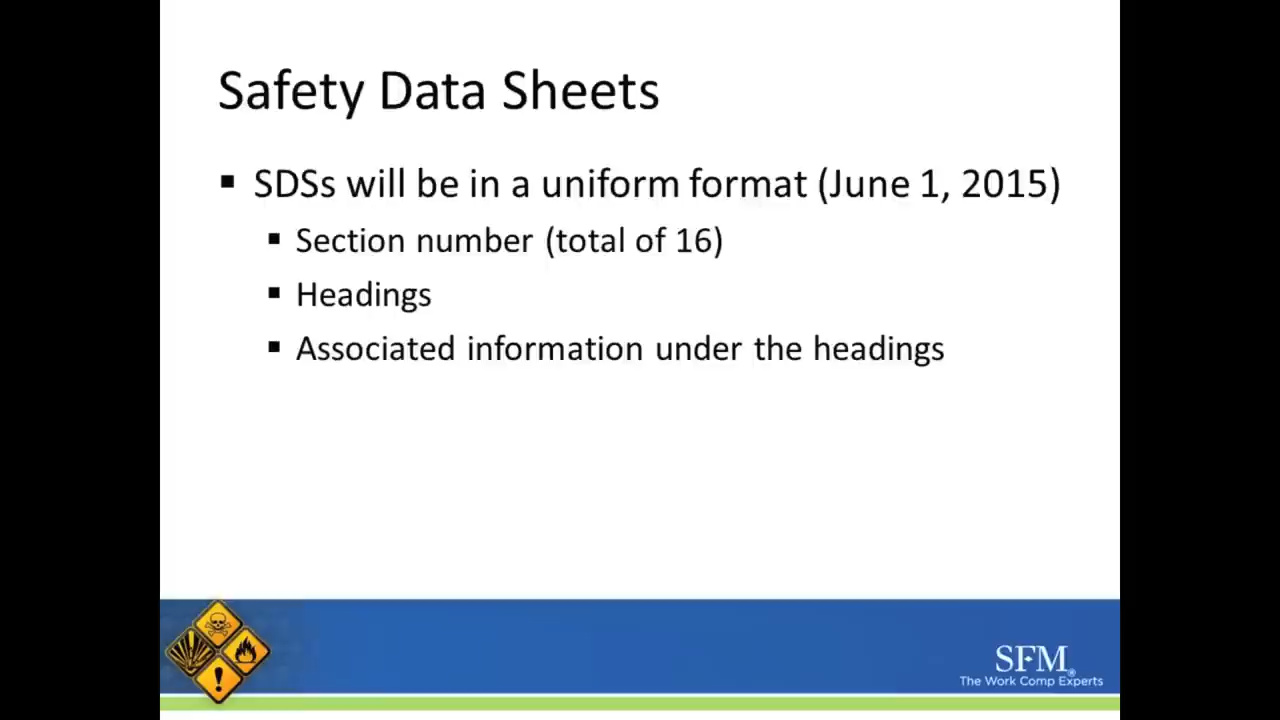 Safety Data Sheets
▪ SDSs will be in a uniform format (June 1, 2015)
▪ Section number (total of 16)
▪ Headings
▪ Associated information under the headings
!
SFM®
The Work Comp Experts